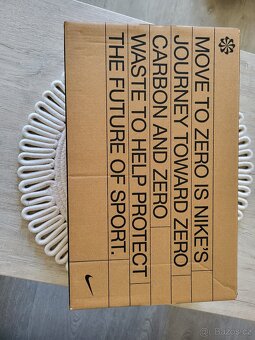 MOVE TO ZERO IS NIKE'S
JOURNEY TOWARD ZERO
CARBON AND ZERO
WASTE TO HELP PROTECT
THE FUTURE OF SPORT.